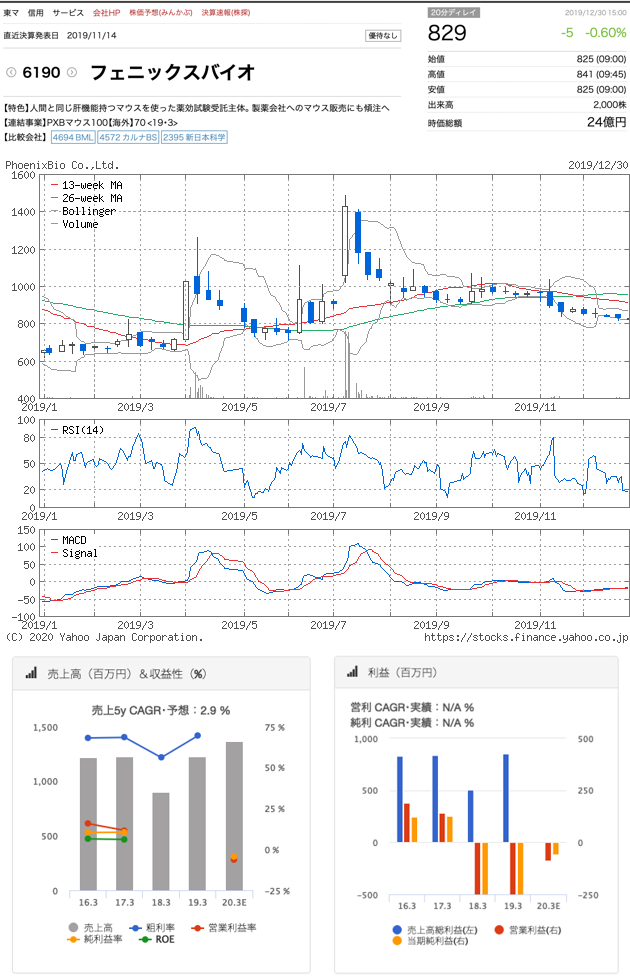 東マ 信用 サービス 会社HP 株価予想(みんかぶ) 決算速報(株探)
直近決算発表日 2019/11/14 優待なし
6190 フェニックスバイオ
【特色】人間と同じ肝機能持つマウスを使った薬効試験受託主体。製薬会社へのマウス販売にも傾注へ
【連結事業】PXBマウス100【海外】70 <19・3>
【比較会社】 4694 BML 4572 カルナBS 2395 新日本科学
20分ディレイ 2019/12/30 15:00
829 -5 -0.60%
始値 825 (09:00)
高値 841 (09:45)
安値 825 (09:00)
出来高 2,000株
時価総額 24億円
PhoenixBio Co.,Ltd. 2019/12/30
13-week MA
26-week MA
Bollinger
Volume
1600
1400
1200
1000
800
600
400
2019/1 2019/3 2019/5 2019/7 2019/9 2019/11
RSI(14)
100
80
50
20
0
2019/1 2019/3 2019/5 2019/7 2019/9 2019/11
MACD
Signal
150
100
50
0
-50
-100
2019/1 2019/3 2019/5 2019/7 2019/9 2019/11
(C) 2020 Yahoo Japan Corporation. https://stocks.finance.yahoo.co.jp
売上高（百万円）＆収益性（%）
売上5y CAGR・予想：2.9 %
1,500 75 %
50 %
1,000
25 %
500
0 %
0 -25 %
16.3 17.3 18.3 19.3 20.3E
売上高 粗利率 営業利益率
純利益率 ROE
利益（百万円）
営利 CAGR・実績：N/A %
純利 CAGR・実績：N/A %
1,000 500
500 250
0 0
-500 -250
16.3 17.3 18.3 19.3 20.3E
売上高総利益(左) 営業利益(右)
当期純利益(右)